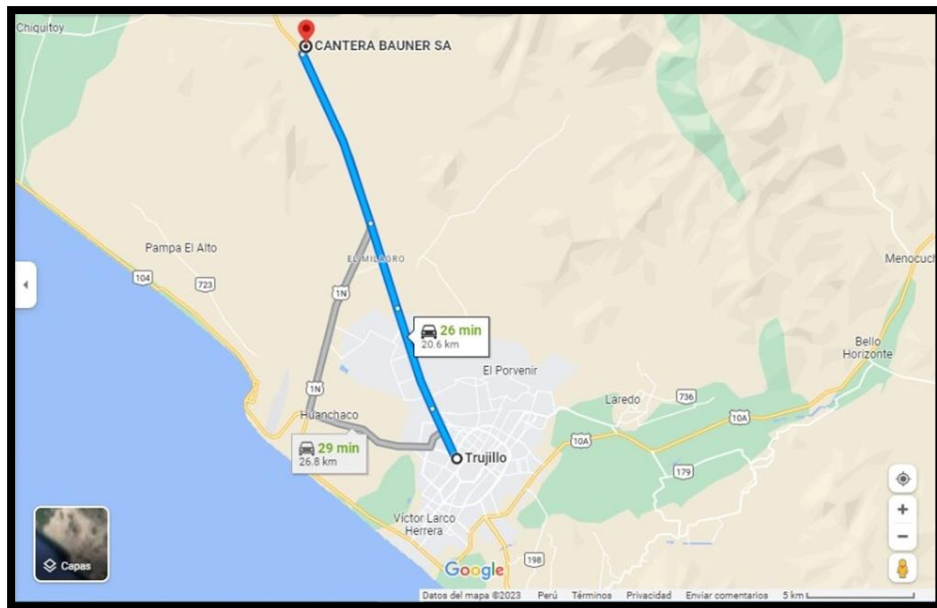 Chiquitoy
CANTERA BAUNER SA
Pampa El Alto
EL MILAGRO
Menocuch
104
723
1N
26 min
20.6 km
Bello
Horizonte
El Porvenir
1N
Laredo
736
Huanchaco
10A
10A
29 min
26.8 km
Trujillo
179
Víctor Larco
Herrera
198
Capas
Google
Datos del mapa ©2023 Perú Términos Privacidad Enviar comentarios 5 km